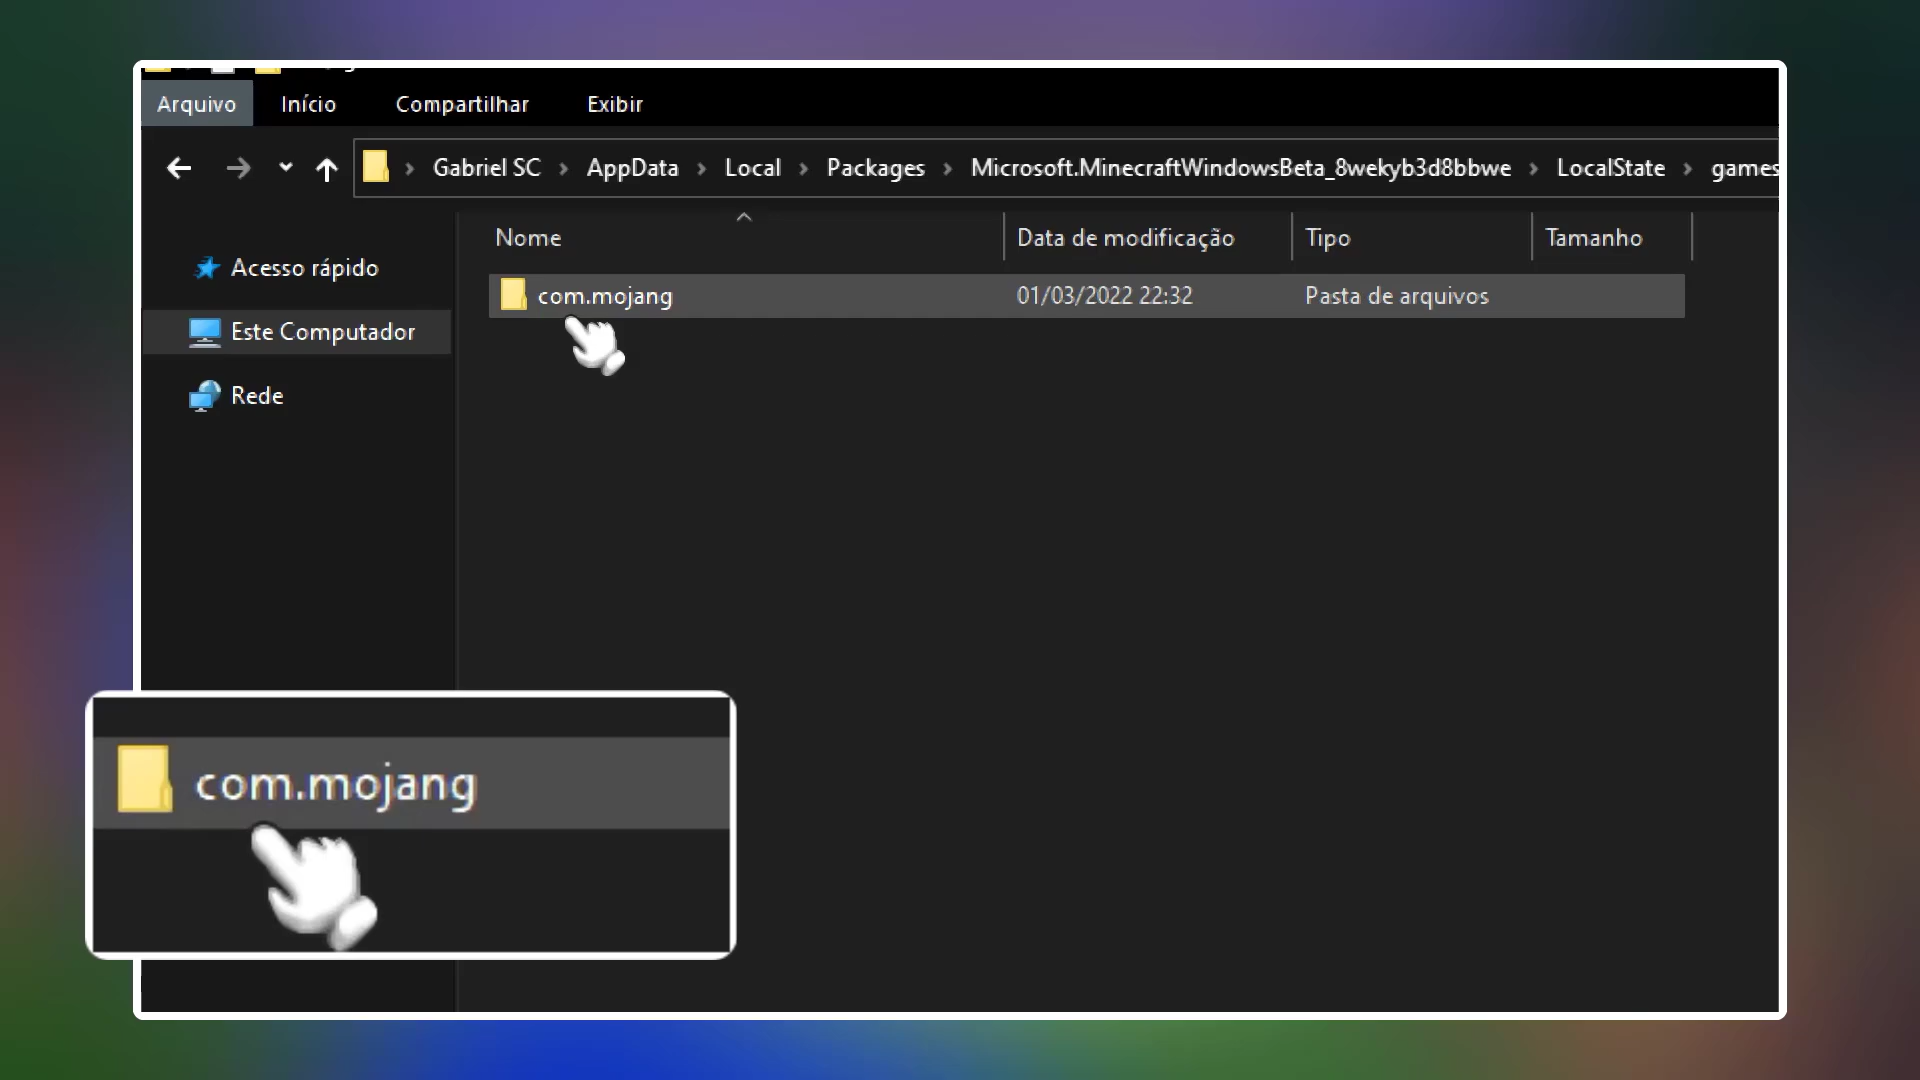 Arquivo Início Compartilhar Exibir
Gabriel SC AppData Local Packages Microsoft.MinecraftWindowsBeta_8wekyb3d8bbwe LocalState games
Nome Data de modificação Tipo Tamanho
Acesso rápido
com.mojang 01/03/2022 22:32 Pasta de arquivos
Este Computador
Rede
com.mojang